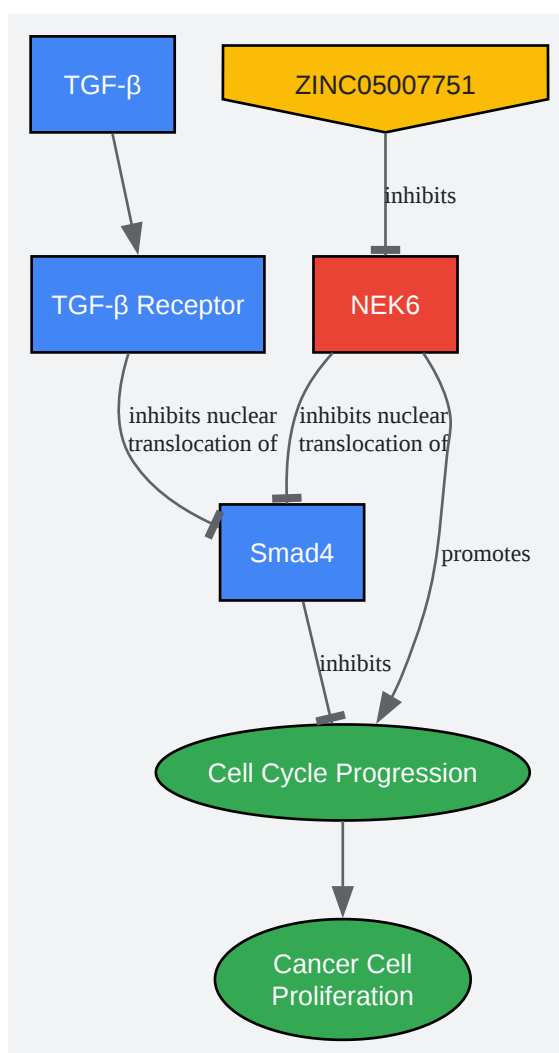 TGF-β
ZINC05007751
inhibits
TGF-β Receptor
NEK6
inhibits nuclear
translocation of
inhibits nuclear
translocation of
Smad4
promotes
inhibits
Cell Cycle Progression
Cancer Cell
Proliferation